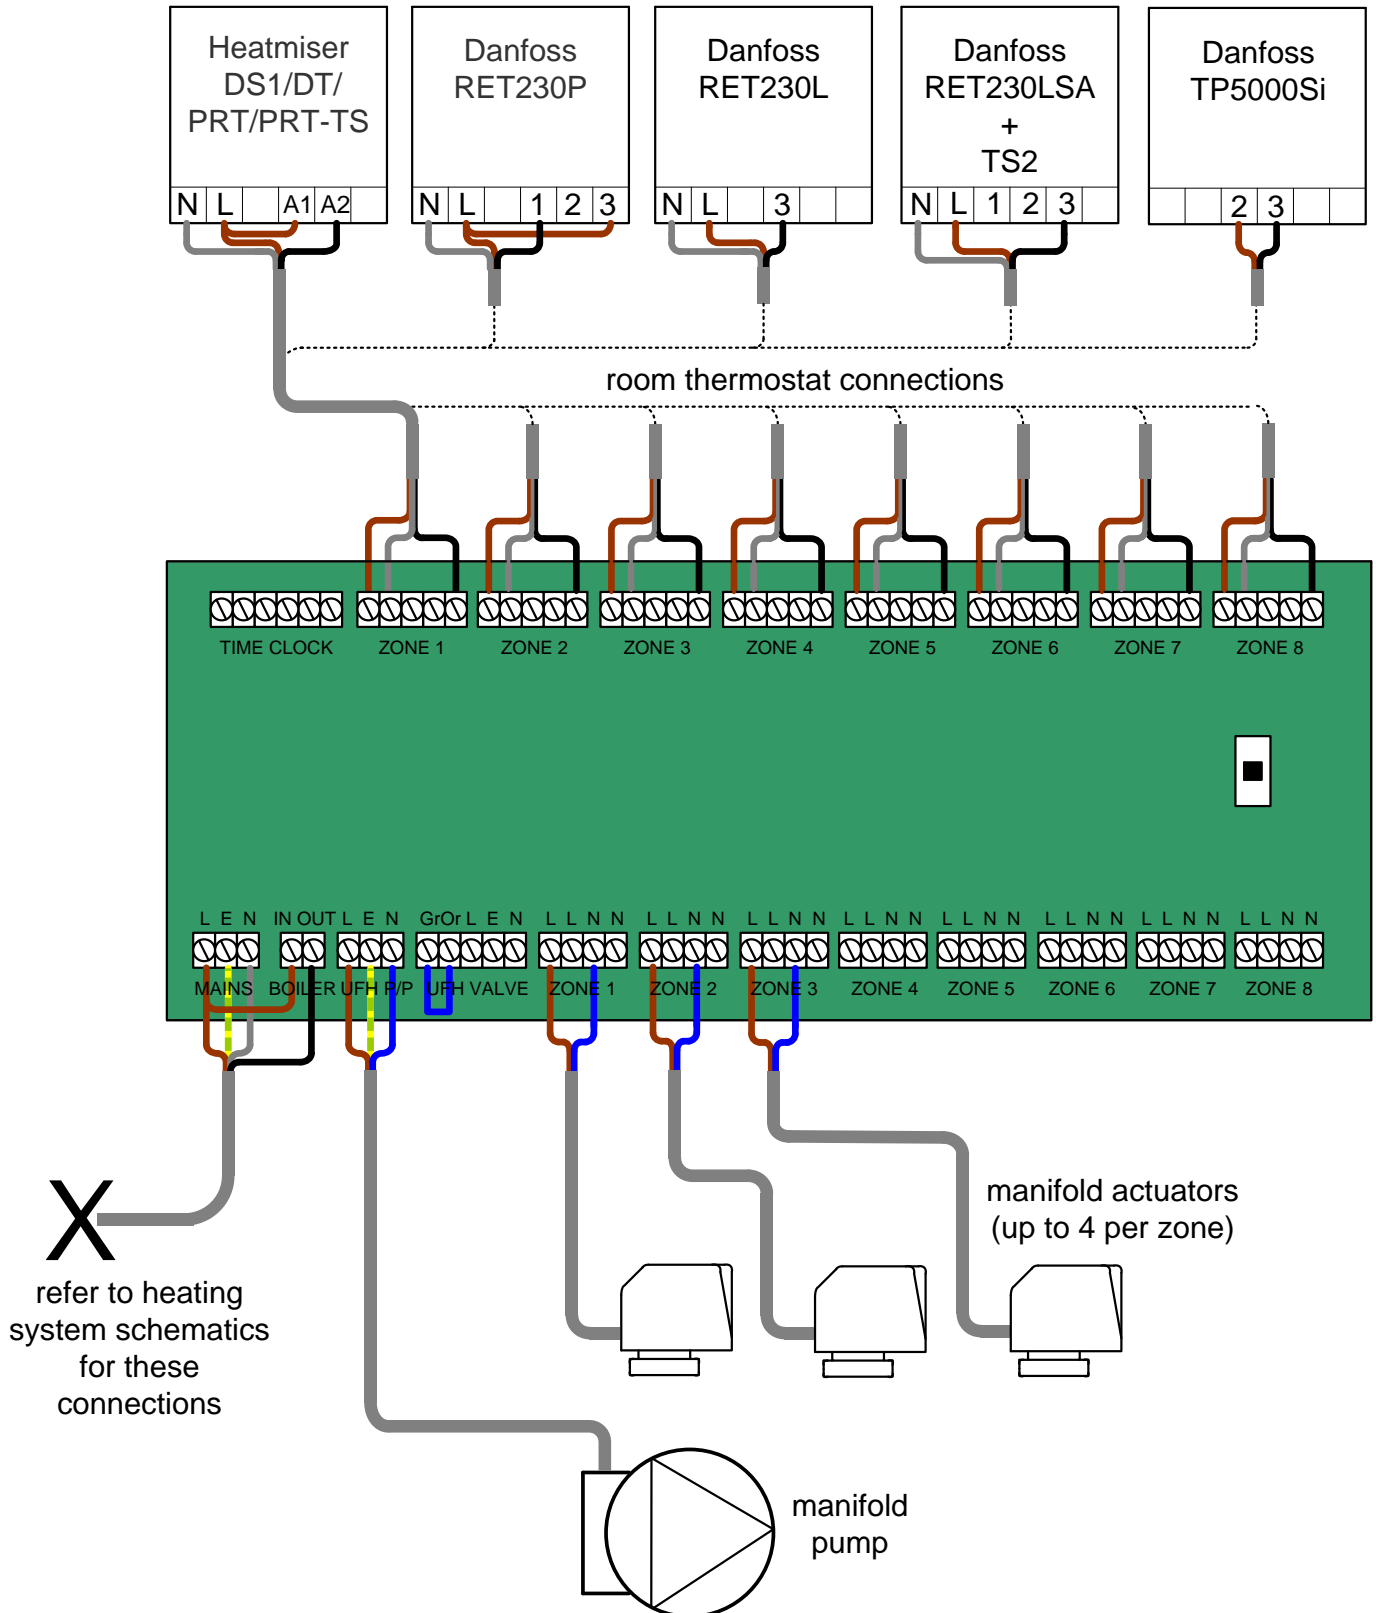 Heatmiser
DS1/DT/
PRT/PRT-TS
N L A1 A2
Danfoss
RET230P
N L 1 2 3
Danfoss
RET230L
N L 3
Danfoss
RET230LSA
+
TS2
N L 1 2 3
Danfoss
TP5000Si
2 3
room thermostat connections
TIME CLOCK ZONE 1 ZONE 2 ZONE 3 ZONE 4 ZONE 5 ZONE 6 ZONE 7 ZONE 8
L E N IN OUT L E N GrOr L E N L L N N L L N N L L N N L L N N L L N N L L N N L L N N L L N N
MAINS BOILER UFH P/P UFH VALVE ZONE 1 ZONE 2 ZONE 3 ZONE 4 ZONE 5 ZONE 6 ZONE 7 ZONE 8
X
refer to heating
system schematics
for these
connections
manifold actuators
(up to 4 per zone)
manifold
pump